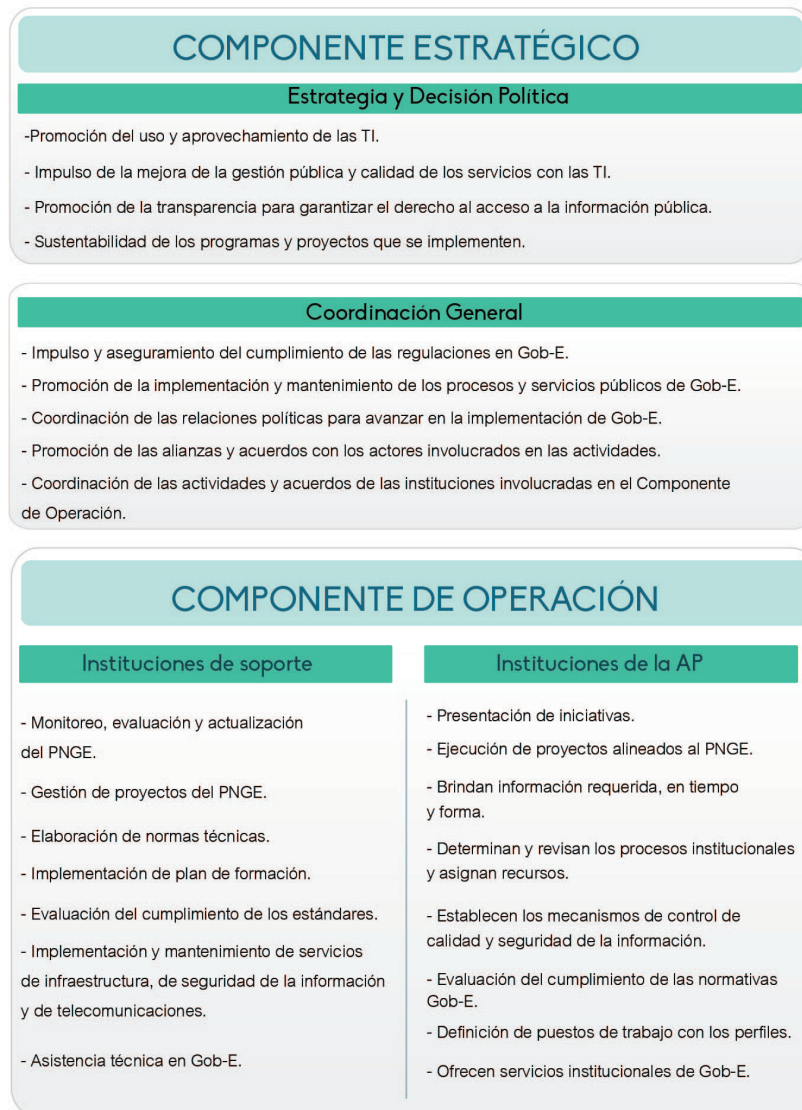 COMPONENTE ESTRATÉGICO
Estrategia y Decisión Política
-Promoción del uso y aprovechamiento de las TI.
- Impulso de la mejora de la gestión pública y calidad de los servicios con las TI.
- Promoción de la transparencia para garantizar el derecho al acceso a la información pública.
- Sustentabilidad de los programas y proyectos que se implementen.
Coordinación General
- Impulso y aseguramiento del cumplimiento de las regulaciones en Gob-E.
- Promoción de la implementación y mantenimiento de los procesos y servicios públicos de Gob-E.
- Coordinación de las relaciones políticas para avanzar en la implementación de Gob-E.
- Promoción de las alianzas y acuerdos con los actores involucrados en las actividades.
- Coordinación de las actividades y acuerdos de las instituciones involucradas en el Componente
de Operación.
COMPONENTE DE OPERACIÓN
Instituciones de soporte
- Monitoreo, evaluación y actualización
del PNGE.
- Gestión de proyectos del PNGE.
- Elaboración de normas técnicas.
- Implementación de plan de formación.
- Evaluación del cumplimiento de los estándares.
- Implementación y mantenimiento de servicios
de infraestructura, de seguridad de la información
y de telecomunicaciones.
- Asistencia técnica en Gob-E.
Instituciones de la AP
- Presentación de iniciativas.
- Ejecución de proyectos alineados al PNGE.
- Brindan información requerida, en tiempo
y forma.
- Determinan y revisan los procesos institucionales
y asignan recursos.
- Establecen los mecanismos de control de
calidad y seguridad de la información.
- Evaluación del cumplimiento de las normativas
Gob-E.
- Definición de puestos de trabajo con los perfiles.
- Ofrecen servicios institucionales de Gob-E.